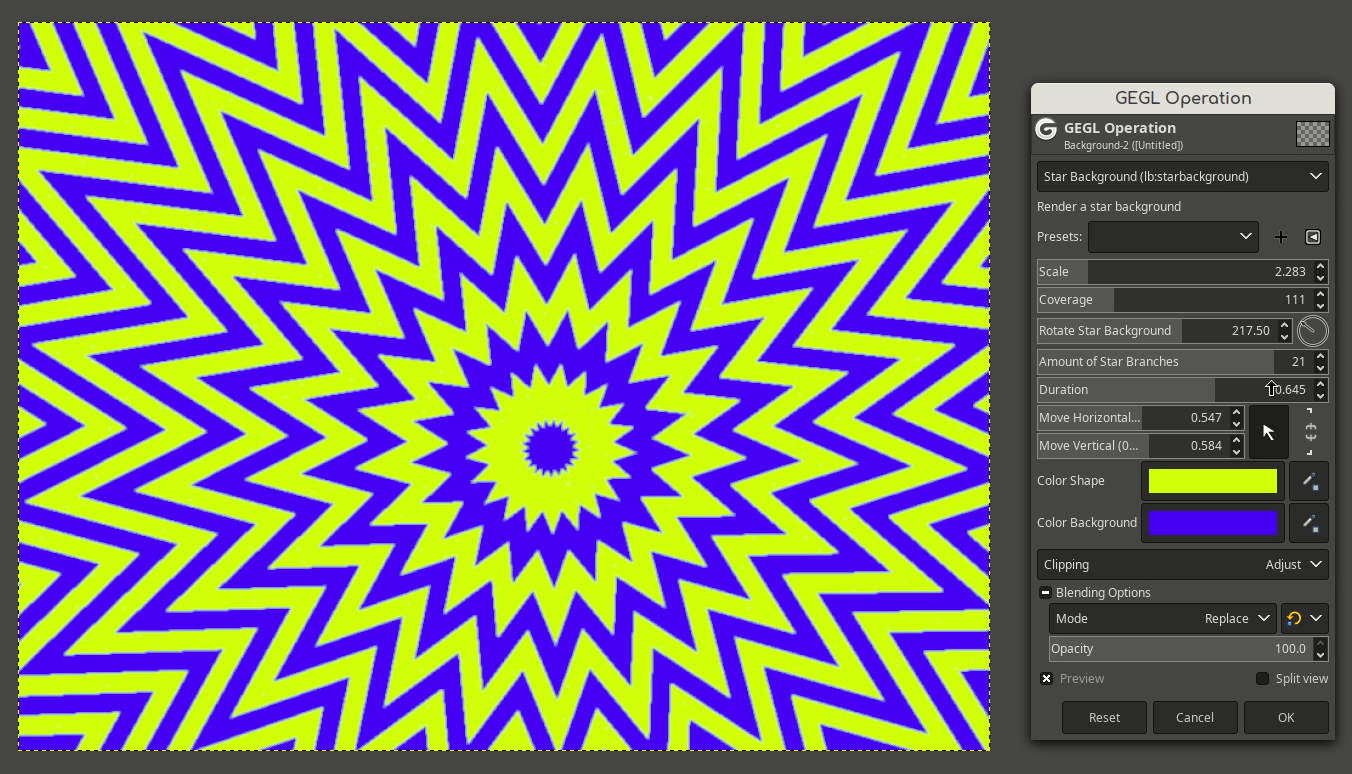 GEGL Operation
GEGL Operation
Background-2 ([Untitled])
Star Background (lb:starbackground)
Render a star background
Presets:
Scale 2.283
Coverage 111
Rotate Star Background 217.50
Amount of Star Branches 21
Duration 0.645
Move Horizontal... 0.547
Move Vertical (0... 0.584
Color Shape
Color Background
Clipping Adjust
Blending Options
Mode Replace
Opacity 100.0
Preview Split view
Reset Cancel OK